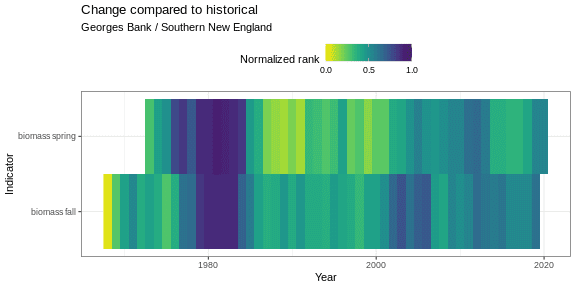 Change compared to historical
Georges Bank / Southern New England
Normalized rank
0.0 0.5 1.0
Indicator
biomass spring
biomass fall
1980 2000 2020
Year